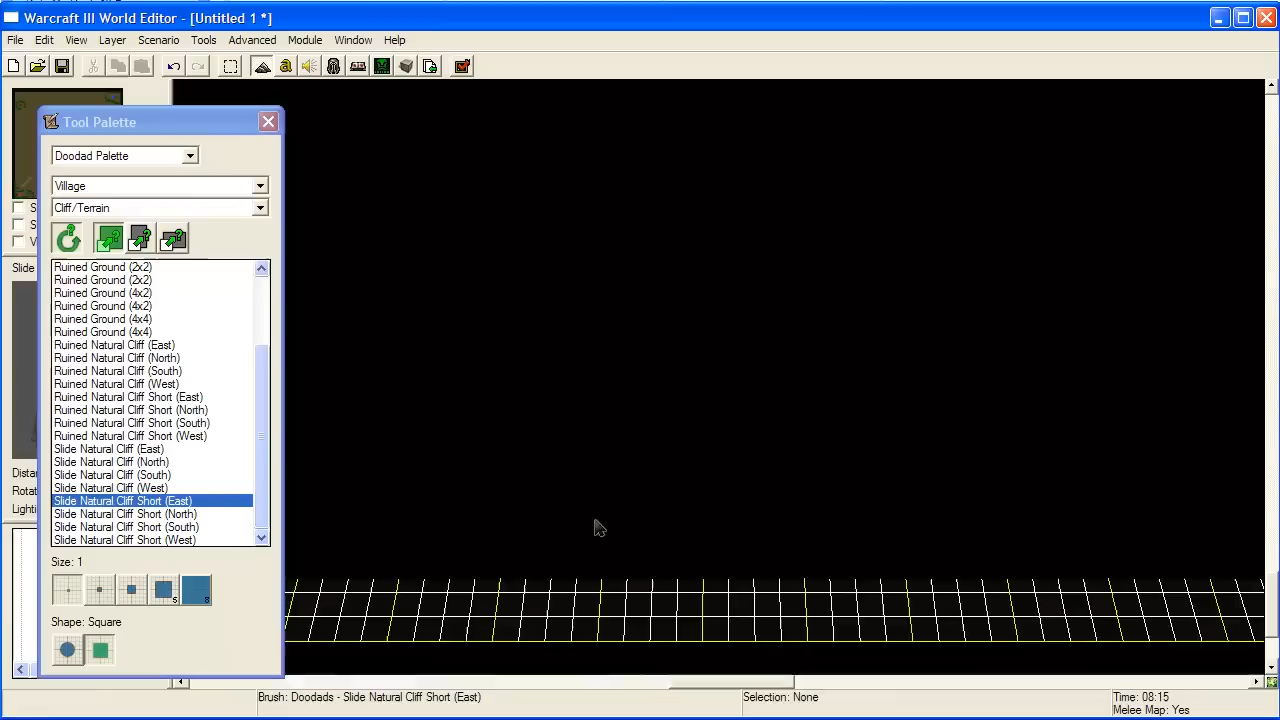 Warcraft III World Editor - [Untitled 1 *]
File Edit View Layer Scenario Tools Advanced Module Window Help
Tool Palette
Doodad Palette
Village
Cliff/Terrain
Ruined Ground (2x2)
Ruined Ground (2x2)
Ruined Ground (4x2)
Ruined Ground (4x2)
Ruined Ground (4x4)
Ruined Ground (4x4)
Ruined Natural Cliff (East)
Ruined Natural Cliff (North)
Ruined Natural Cliff (South)
Ruined Natural Cliff (West)
Ruined Natural Cliff Short (East)
Ruined Natural Cliff Short (North)
Ruined Natural Cliff Short (South)
Ruined Natural Cliff Short (West)
Slide Natural Cliff (East)
Slide Natural Cliff (North)
Slide Natural Cliff (South)
Slide Natural Cliff (West)
Slide Natural Cliff Short (East)
Slide Natural Cliff Short (North)
Slide Natural Cliff Short (South)
Slide Natural Cliff Short (West)
Size: 1
Shape: Square
S
S
V
Slide
Distan
Rotat
Lighti
Brush: Doodads - Slide Natural Cliff Short (East)
Selection: None
Time: 08:15
Melee Map: Yes